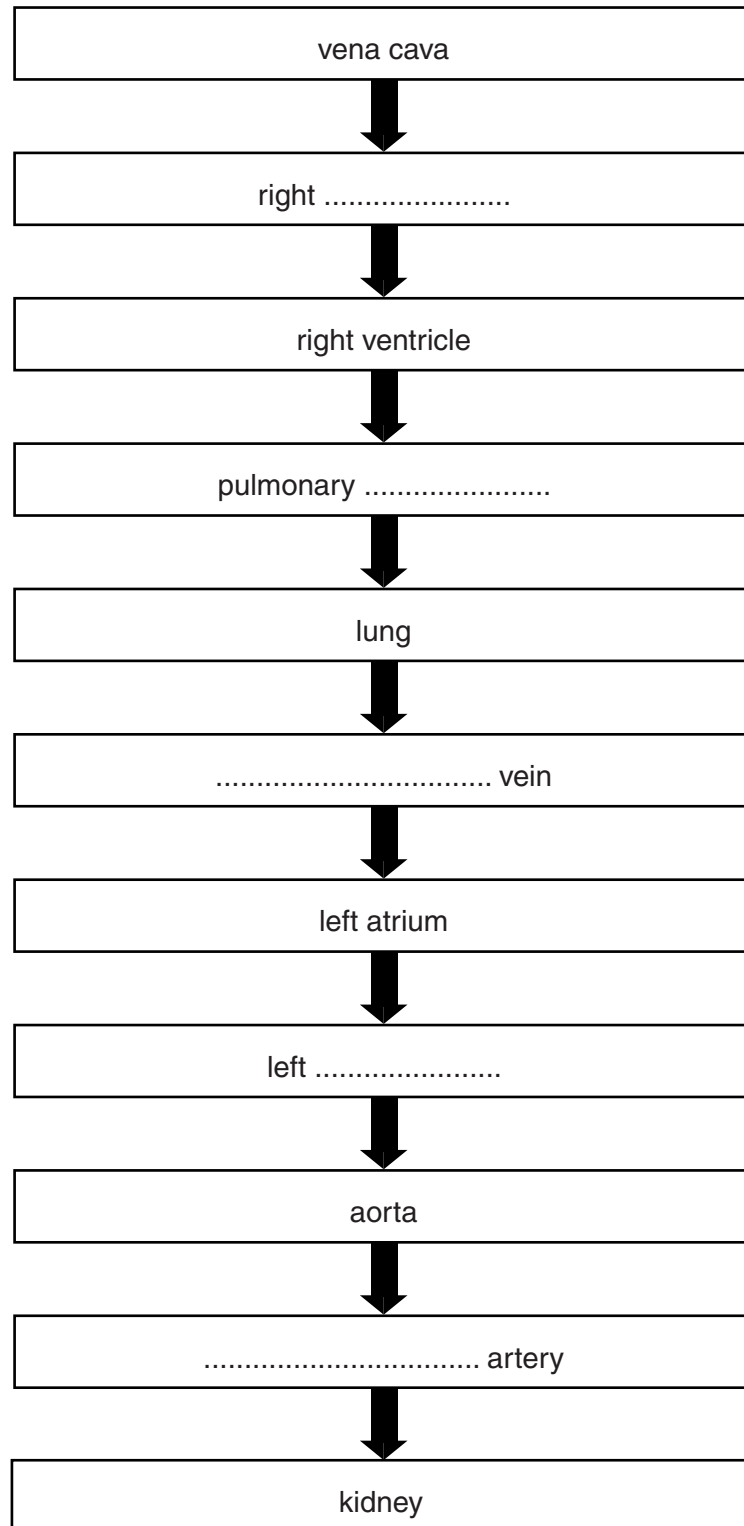 vena cava
right .......................
right ventricle
pulmonary .......................
lung
.................................. vein
left atrium
left .......................
aorta
.................................. artery
kidney